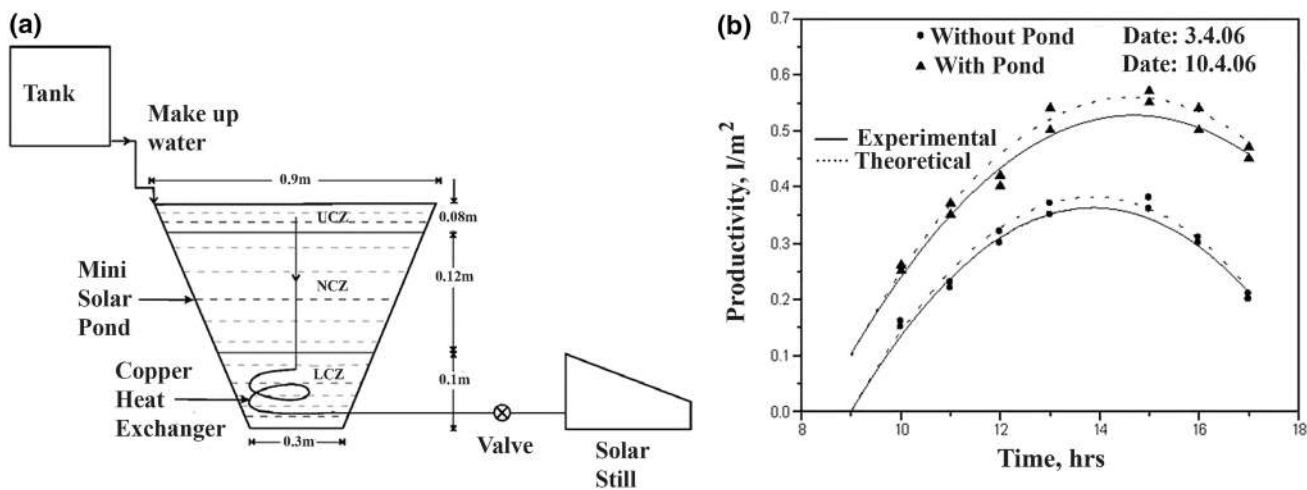 (a)
Tank
Make up
water
0.9m
UCZ
0.08m
Mini
Solar
Pond
NCZ
0.12m
Copper
Heat
Exchanger
LCZ
0.1m
0.3m
Valve
Solar
Still
(b)
Without Pond Date: 3.4.06
With Pond Date: 10.4.06
Experimental
Theoretical
Productivity, l/m²
0.7
0.6
0.5
0.4
0.3
0.2
0.1
0.0
10 12 14 16 18
Time, hrs